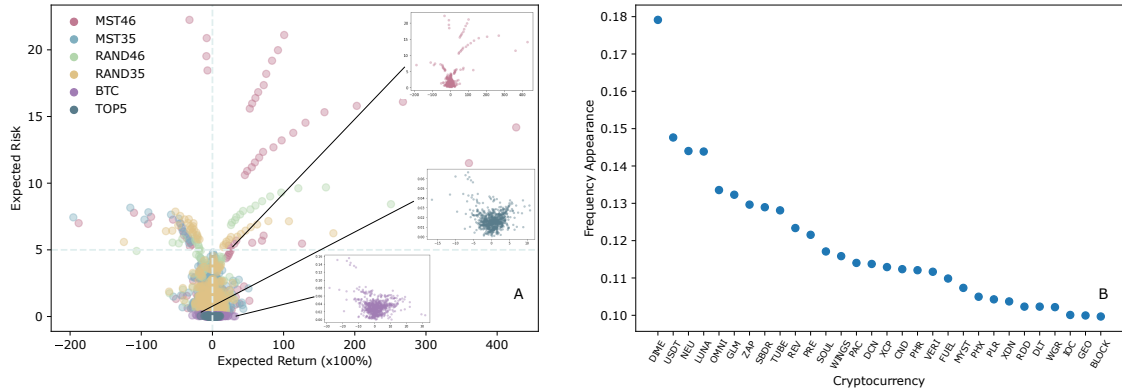 MST46
MST35
RAND46
RAND35
BTC
TOP5
Expected Risk
20
15
10
5
0
−200
−100
0
100
200
300
400
Expected Return (x100%)
A
Frequency Appearance
0.18
0.17
0.16
0.15
0.14
0.13
0.12
0.11
0.10
DIME
USDT
NEU
LUNA
OMNI
GLM
ZAP
SBDR
TUBE
REV
PRE
SOUL
WINGS
PAC
DCN
XCP
CND
PHR
VERI
FUEL
MYST
PHX
PLR
XDN
RDD
DLT
WGR
IOC
GEO
BLOCK
Cryptocurrency
B